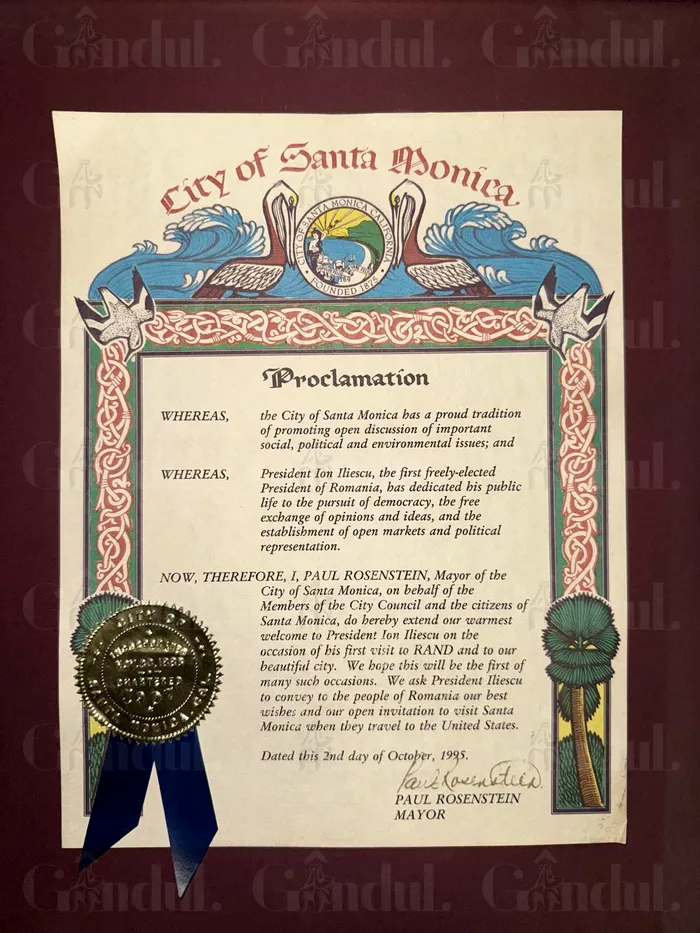 City of Santa Monica
CITY OF SANTA MONICA CALIFORNIA
FOUNDED 1875
Proclamation
WHEREAS, the City of Santa Monica has a proud tradition
of promoting open discussion of important
social, political and environmental issues; and
WHEREAS, President Ion Iliescu, the first freely-elected
President of Romania, has dedicated his public
life to the pursuit of democracy, the free
exchange of opinions and ideas, and the
establishment of open markets and political
representation.
NOW, THEREFORE, I, PAUL ROSENSTEIN, Mayor of the
City of Santa Monica, on behalf of the
Members of the City Council and the citizens of
Santa Monica, do hereby extend our warmest
welcome to President Ion Iliescu on the
occasion of his first visit to RAND and to our
beautiful city. We hope this will be the first of
many such occasions. We ask President Iliescu
to convey to the people of Romania our best
wishes and our open invitation to visit Santa
Monica when they travel to the United States.
Dated this 2nd day of October, 1995.
Paul Rosenstein
PAUL ROSENSTEIN
MAYOR
CHARTERED
Gândul.